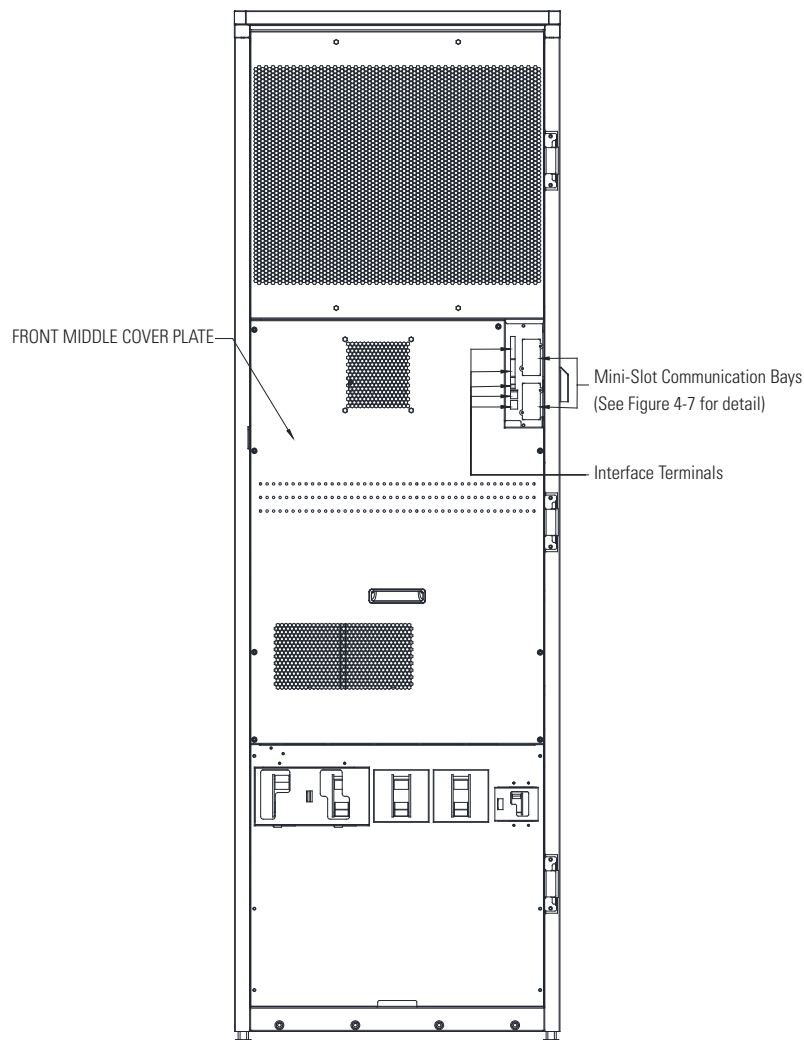 FRONT MIDDLE COVER PLATE
Mini-Slot Communication Bays
(See Figure 4-7 for detail)
Interface Terminals